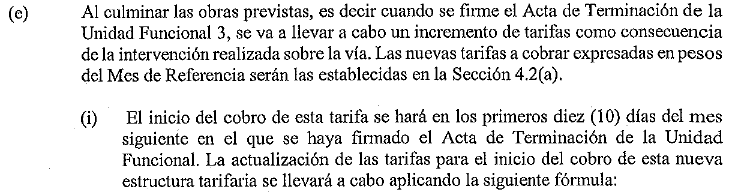 (e) Al culminar las obras previstas, es decir cuando se firme el Acta de Terminación de la
Unidad Funcional 3, se va a llevar a cabo un incremento de tarifas como consecuencia
de la intervención realizada sobre la vía. Las nuevas tarifas a cobrar expresadas en pesos
del Mes de Referencia serán las establecidas en la Sección 4.2(a).
(i) El inicio del cobro de esta tarifa se hará en los primeros diez (10) días del mes
siguiente en el que se haya firmado el Acta de Terminación de la Unidad
Funcional. La actualización de las tarifas para el inicio del cobro de esta nueva
estructura tarifaria se llevará a cabo aplicando la siguiente fórmula: